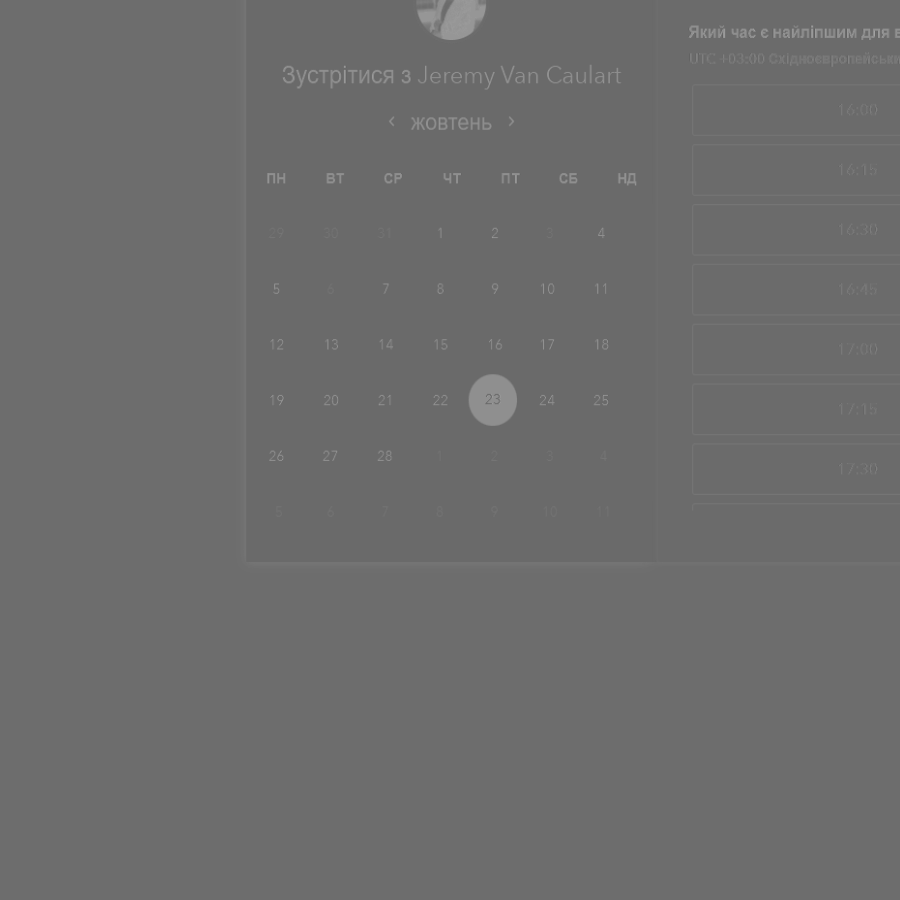 Зустрітися з Jeremy Van Caulart
жовтень
ПН ВТ СР ЧТ ПТ СБ НД
29 30 31 1 2 3 4
5 6 7 8 9 10 11
12 13 14 15 16 17 18
19 20 21 22 23 24 25
26 27 28 1 2 3 4
5 6 7 8 9 10 11
Який час є найліпшим для
UTC +03:00
16:00
16:15
16:30
16:45
17:00
17:15
17:30